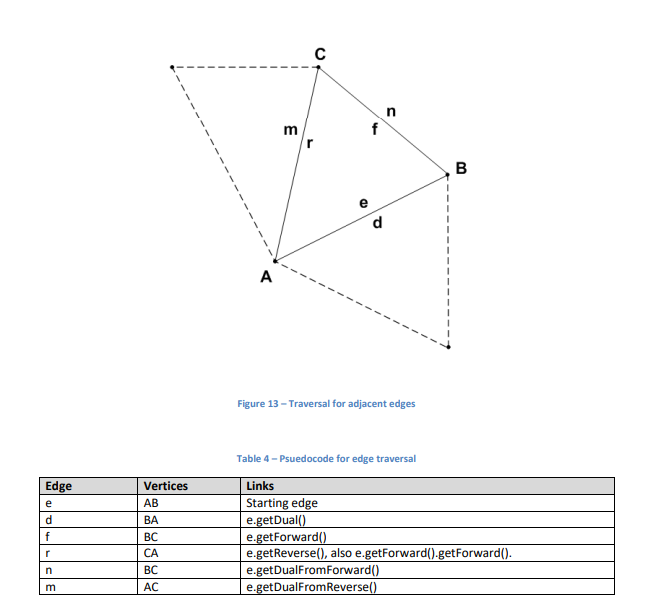 C
n
m
f
r
B
e
d
A
Figure 13 – Traversal for adjacent edges
Table 4 – Psuedocode for edge traversal
Edge Vertices Links
e AB Starting edge
d BA e.getDual()
f BC e.getForward()
r CA e.getReverse(), also e.getForward().getForward().
n BC e.getDualFromForward()
m AC e.getDualFromReverse()